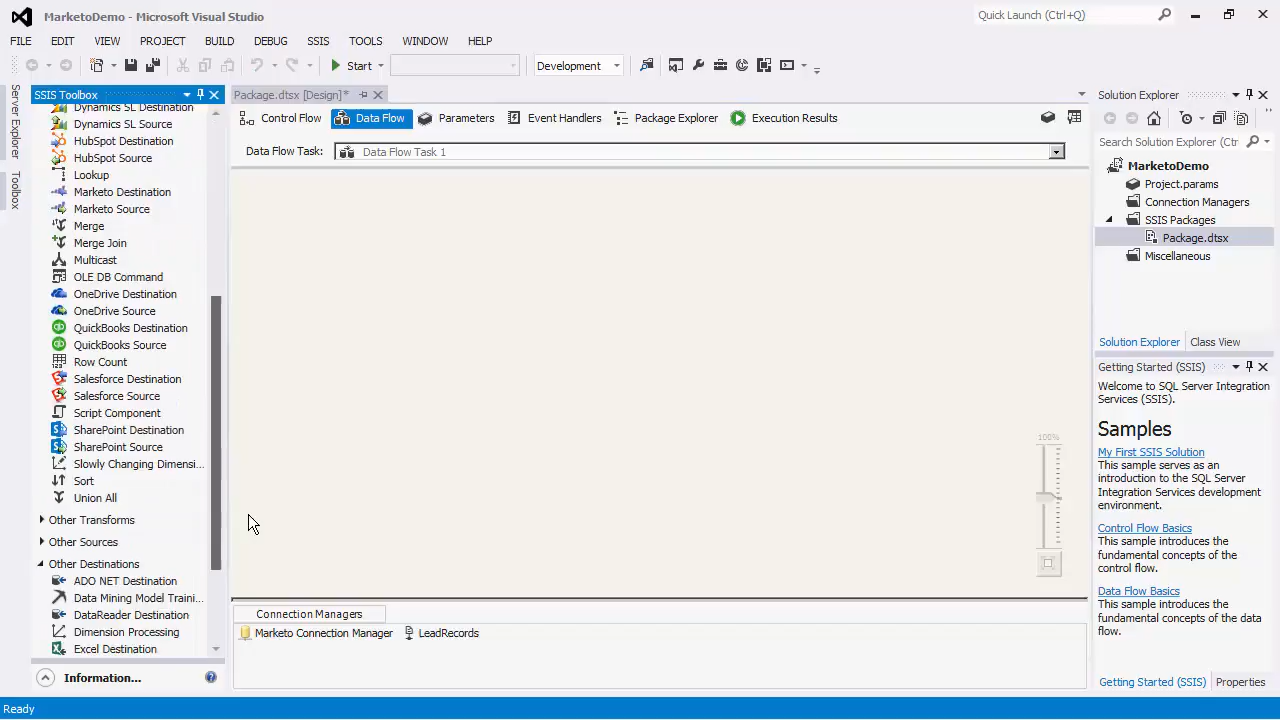 MarketoDemo - Microsoft Visual Studio
Quick Launch (Ctrl+Q)
FILE EDIT VIEW PROJECT BUILD DEBUG SSIS TOOLS WINDOW HELP
Start Development
Server Explorer
Toolbox
SSIS Toolbox
Dynamics SL Destination
Dynamics SL Source
HubSpot Destination
HubSpot Source
Lookup
Marketo Destination
Marketo Source
Merge
Merge Join
Multicast
OLE DB Command
OneDrive Destination
OneDrive Source
QuickBooks Destination
QuickBooks Source
Row Count
Salesforce Destination
Salesforce Source
Script Component
SharePoint Destination
SharePoint Source
Slowly Changing Dimensi...
Sort
Union All
Other Transforms
Other Sources
Other Destinations
ADO NET Destination
Data Mining Model Traini...
DataReader Destination
Dimension Processing
Excel Destination
Information...
Package.dtsx [Design]*
Control Flow Data Flow Parameters Event Handlers Package Explorer Execution Results
Data Flow Task: Data Flow Task 1
100%
Connection Managers
Marketo Connection Manager LeadRecords
Solution Explorer
Search Solution Explorer (Ctr
MarketoDemo
Project.params
Connection Managers
SSIS Packages
Package.dtsx
Miscellaneous
Solution Explorer Class View
Getting Started (SSIS)
Welcome to SQL Server Integration
Services (SSIS).
Samples
My First SSIS Solution
This sample serves as an
introduction to the SQL Server
Integration Services development
environment.
Control Flow Basics
This sample introduces the
fundamental concepts of the
control flow.
Data Flow Basics
This sample introduces the
fundamental concepts of the data
flow.
Getting Started (SSIS) Properties
Ready